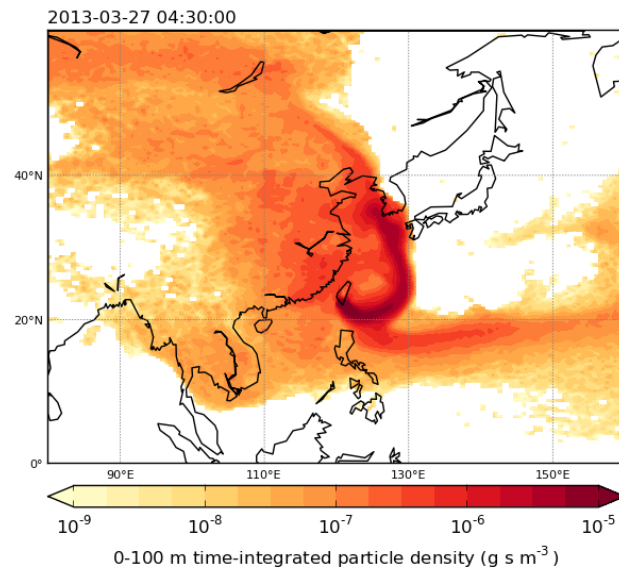 2013-03-27 04:30:00
40°N
20°N
0°
90°E 110°E 130°E 150°E
10⁻⁹ 10⁻⁸ 10⁻⁷ 10⁻⁶ 10⁻⁵
0-100 m time-integrated particle density (g s m⁻³)